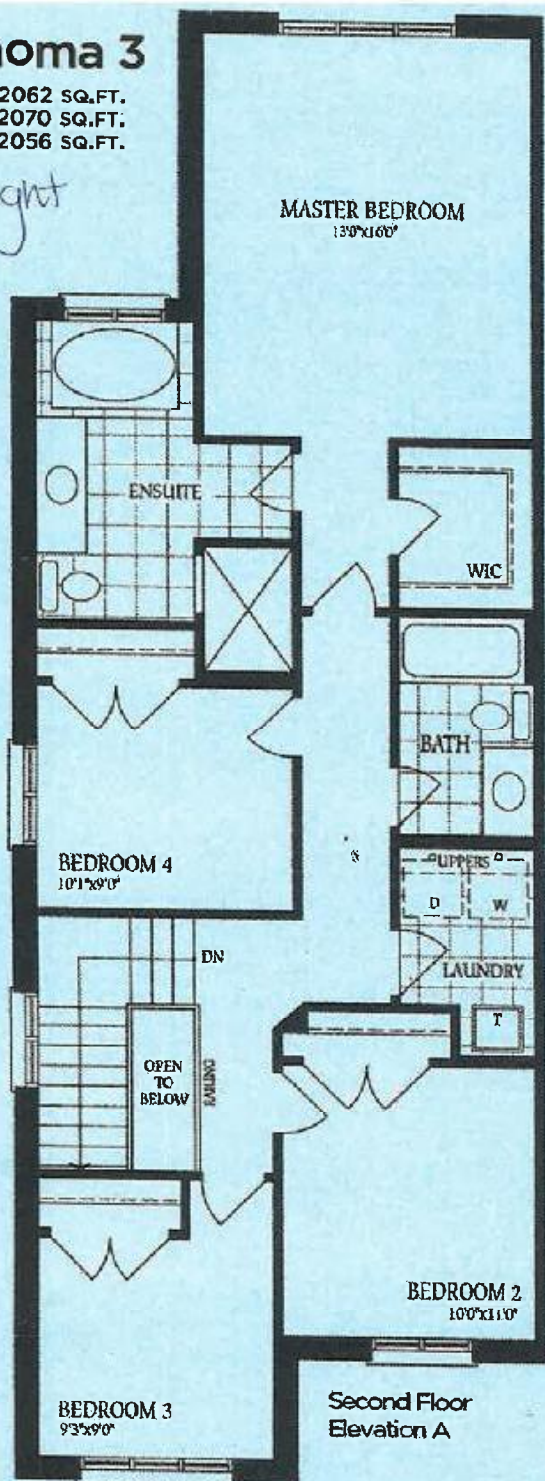 oma 3
2062 SQ.FT.
2070 SQ.FT.
2056 SQ.FT.
ght
MASTER BEDROOM
13'0"x16'0"
ENSUITE
WIC
BATH
BEDROOM 4
10'1"x9'0"
UPPERS
D W
LAUNDRY
T
DN
OPEN
TO
BELOW
RAILING
BEDROOM 2
10'0"x11'0"
BEDROOM 3
9'3"x9'0"
Second Floor
Elevation A